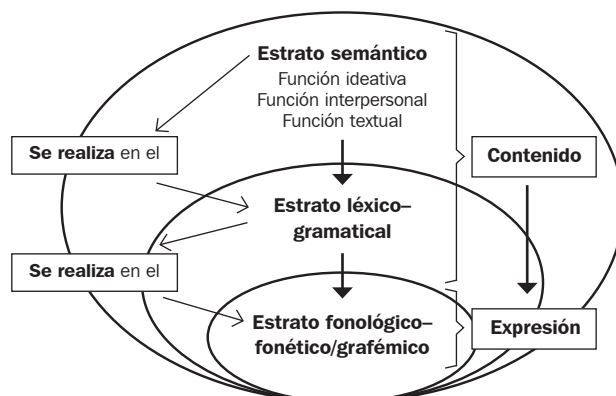 Estrato semántico
Función ideativa
Función interpersonal
Función textual
Se realiza en el
Contenido
Estrato léxico–
gramatical
Se realiza en el
Estrato fonológico–
fonético/grafémico
Expresión